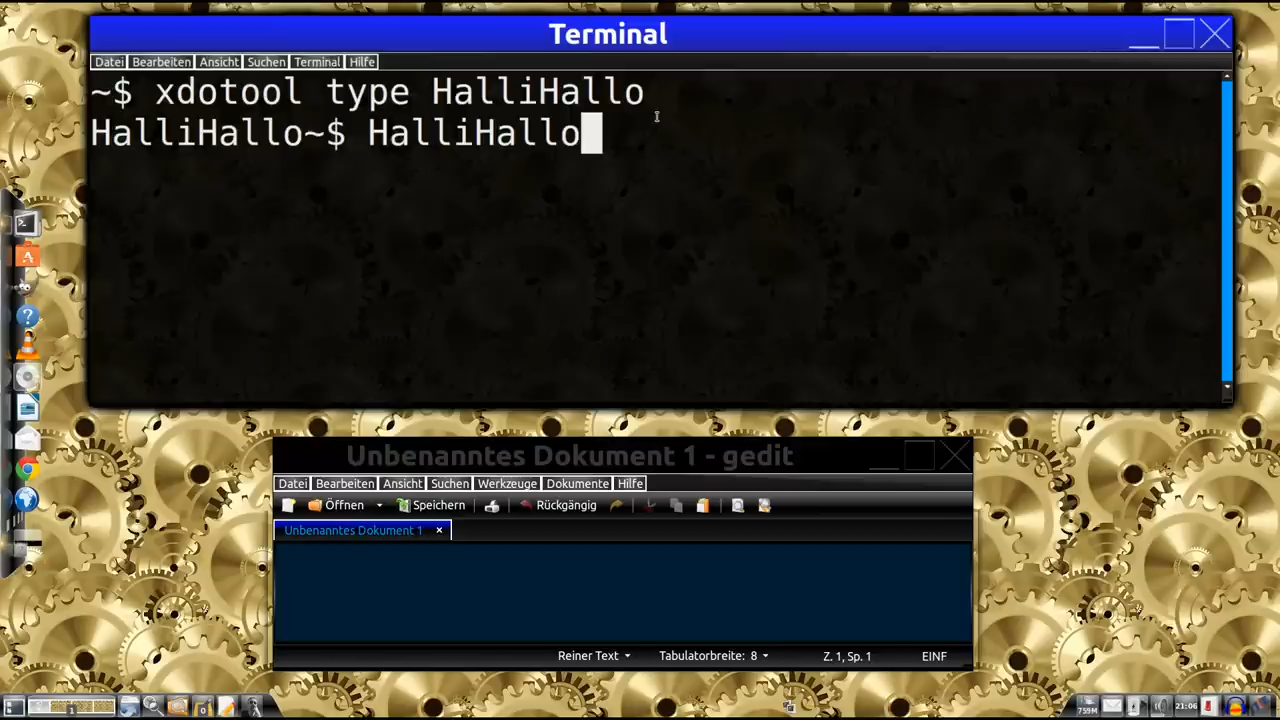 Terminal
Datei Bearbeiten Ansicht Suchen Terminal Hilfe
~$ xdotool type HalliHallo
HalliHallo~$ HalliHallo
Unbenanntes Dokument 1 - gedit
Datei Bearbeiten Ansicht Suchen Werkzeuge Dokumente Hilfe
Öffnen Speichern Rückgängig
Unbenanntes Dokument 1 ×
Reiner Text Tabulatorbreite: 8 Z. 1, Sp. 1 EINF
759M 21:06